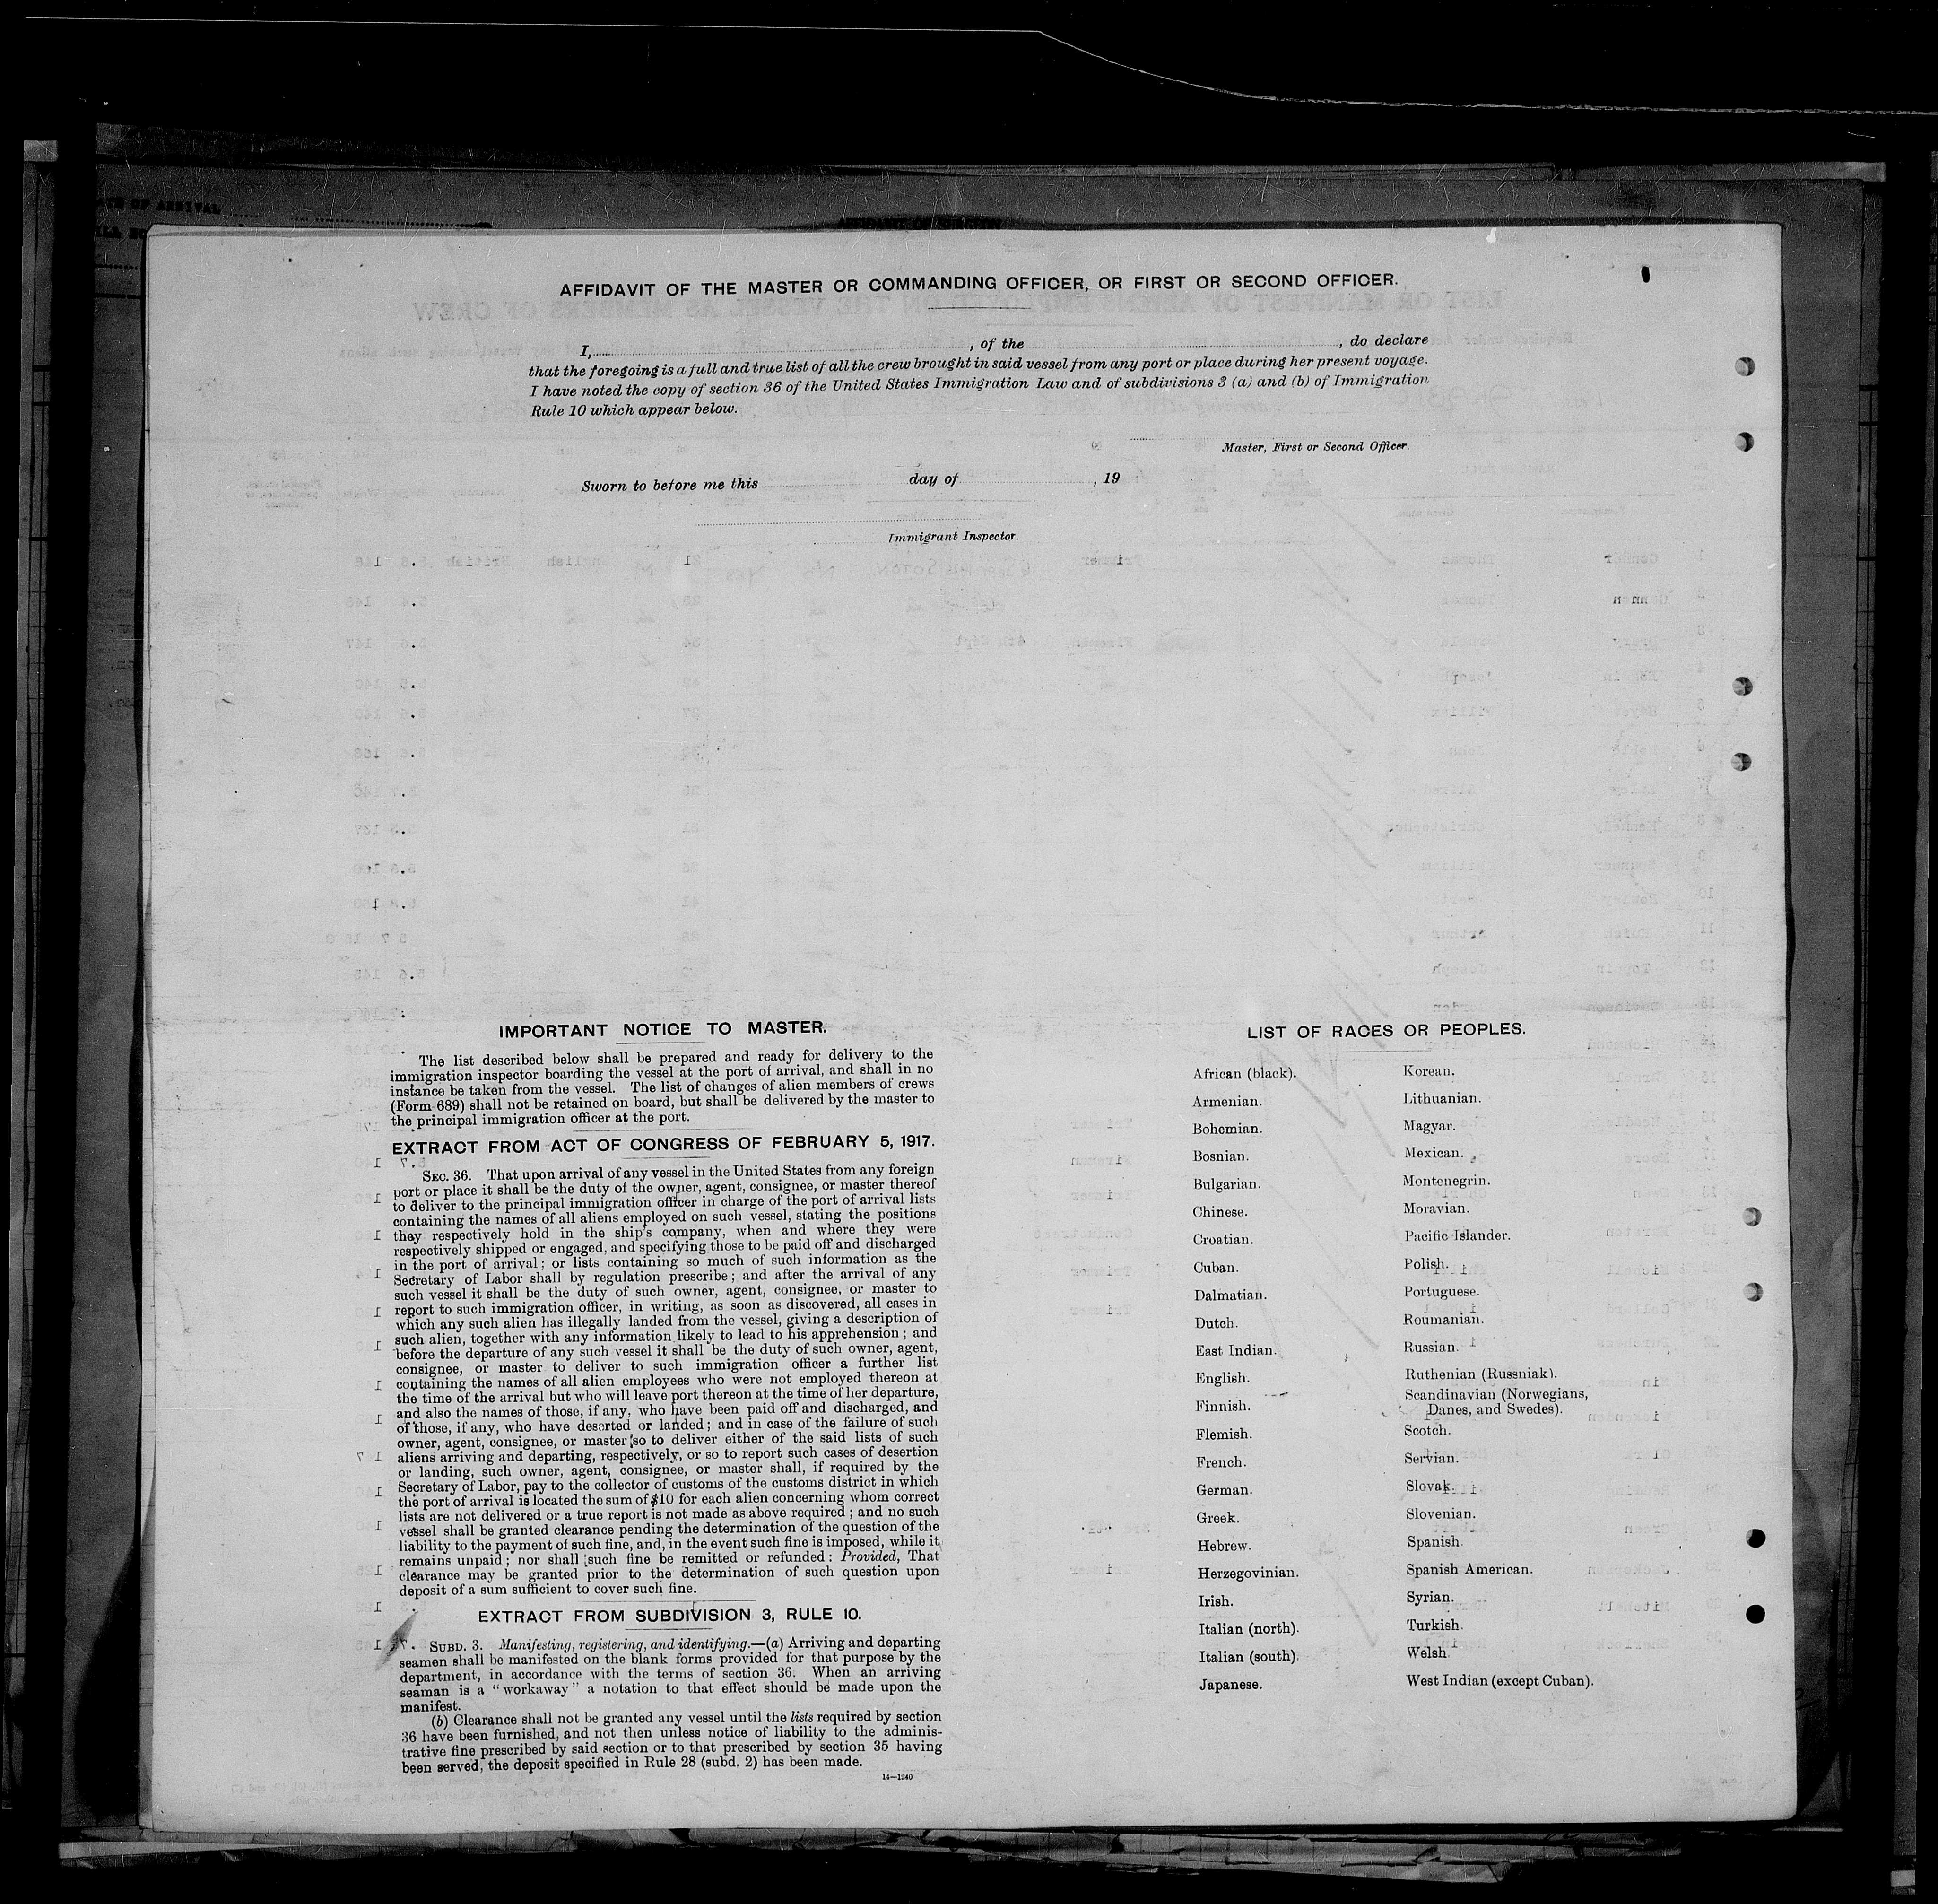 AFFIDAVIT OF THE MASTER OR COMMANDING OFFICER, OR FIRST OR SECOND OFFICER.
I, , of the , do declare
that the foregoing is a full and true list of all the crew brought in said vessel from any port or place during her present voyage.
I have noted the copy of section 36 of the United States Immigration Law and of subdivisions 3 (a) and (b) of Immigration
Rule 10 which appear below.
Master, First or Second Officer.
Sworn to before me this day of , 19
Immigrant Inspector.
IMPORTANT NOTICE TO MASTER.
The list described below shall be prepared and ready for delivery to the
immigration inspector boarding the vessel at the port of arrival, and shall in no
instance be taken from the vessel. The list of changes of alien members of crews
(Form 689) shall not be retained on board, but shall be delivered by the master to
the principal immigration officer at the port.
EXTRACT FROM ACT OF CONGRESS OF FEBRUARY 5, 1917.
SEC. 36. That upon arrival of any vessel in the United States from any foreign
port or place it shall be the duty of the owner, agent, consignee, or master thereof
to deliver to the principal immigration officer in charge of the port of arrival lists
containing the names of all aliens employed on such vessel, stating the positions
they respectively hold in the ship's company, when and where they were
respectively shipped or engaged, and specifying those to be paid off and discharged
in the port of arrival; or lists containing so much of such information as the
Secretary of Labor shall by regulation prescribe; and after the arrival of any
such vessel it shall be the duty of such owner, agent, consignee, or master to
report to such immigration officer, in writing, as soon as discovered, all cases in
which any such alien has illegally landed from the vessel, giving a description of
such alien, together with any information likely to lead to his apprehension; and
before the departure of any such vessel it shall be the duty of such owner, agent,
consignee, or master to deliver to such immigration officer a further list
containing the names of all alien employees who were not employed thereon at
the time of the arrival but who will leave port thereon at the time of her departure,
and also the names of those, if any, who have been paid off and discharged, and
of those, if any, who have deserted or landed; and in case of the failure of such
owner, agent, consignee, or master so to deliver either of the said lists of such
aliens arriving and departing, respectively, or so to report such cases of desertion
or landing, such owner, agent, consignee, or master shall, if required by the
Secretary of Labor, pay to the collector of customs of the customs district in which
the port of arrival is located the sum of $10 for each alien concerning whom correct
lists are not delivered or a true report is not made as above required; and no such
vessel shall be granted clearance pending the determination of the question of the
liability to the payment of such fine, and, in the event such fine is imposed, while it
remains unpaid; nor shall such fine be remitted or refunded: Provided, That
clearance may be granted prior to the determination of such question upon
deposit of a sum sufficient to cover such fine.
EXTRACT FROM SUBDIVISION 3, RULE 10.
SUBD. 3. Manifesting, registering, and identifying.—(a) Arriving and departing
seamen shall be manifested on the blank forms provided for that purpose by the
department, in accordance with the terms of section 36. When an arriving
seaman is a "workaway" a notation to that effect should be made upon the
manifest.
(b) Clearance shall not be granted any vessel until the lists required by section
36 have been furnished, and not then unless notice of liability to the adminis-
trative fine prescribed by said section or to that prescribed by section 35 having
been served, the deposit specified in Rule 28 (subd. 2) has been made.
14—1240
LIST OF RACES OR PEOPLES.
African (black).
Armenian.
Bohemian.
Bosnian.
Bulgarian.
Chinese.
Croatian.
Cuban.
Dalmatian.
Dutch.
East Indian.
English.
Finnish.
Flemish.
French.
German.
Greek.
Hebrew.
Herzegovinian.
Irish.
Italian (north).
Italian (south).
Japanese.
Korean.
Lithuanian.
Magyar.
Mexican.
Montenegrin.
Moravian.
Pacific Islander.
Polish.
Portuguese.
Roumanian.
Russian.
Ruthenian (Russniak).
Scandinavian (Norwegians,
Danes, and Swedes).
Scotch.
Servian.
Slovak.
Slovenian.
Spanish.
Spanish American.
Syrian.
Turkish.
Welsh.
West Indian (except Cuban).